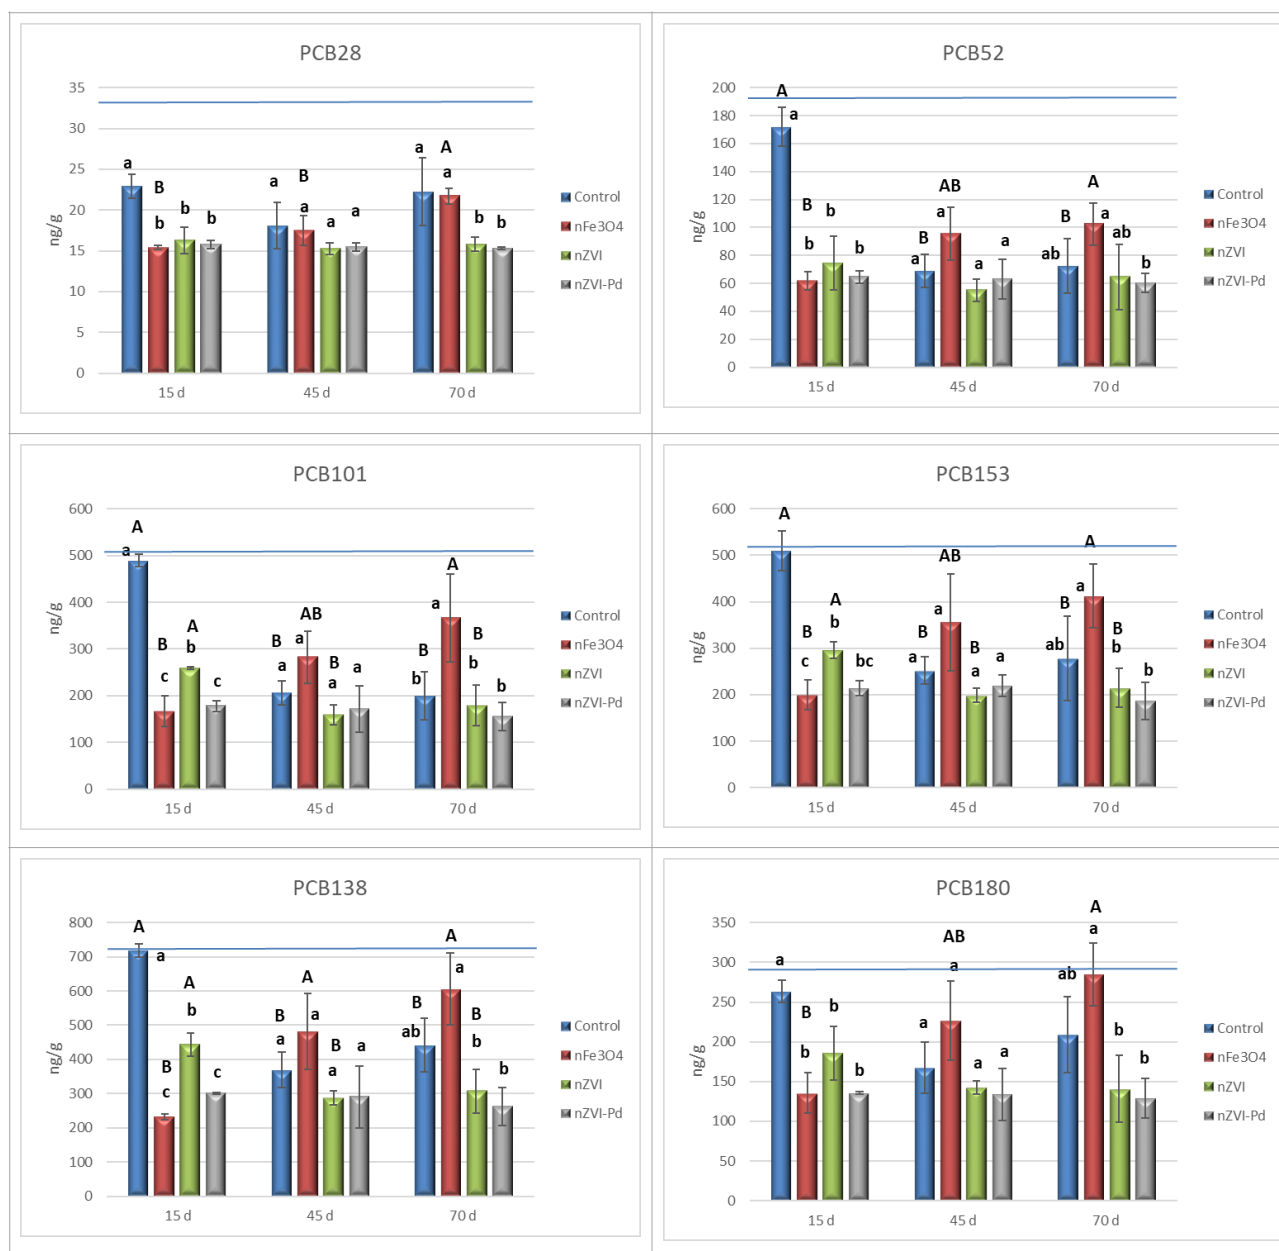 PCB28
35
30
25
20
15
10
5
0
ng/g
a
B
b
b
b
a
B
a
a
a
a
A
a
b
b
15 d
45 d
70 d
Control
nFe3O4
nZVI
nZVI-Pd
PCB52
200
180
160
140
120
100
80
60
40
20
0
ng/g
A
a
B
b
b
b
B
a
AB
a
a
a
B
ab
A
a
ab
b
15 d
45 d
70 d
Control
nFe3O4
nZVI
nZVI-Pd
PCB101
600
500
400
300
200
100
0
ng/g
A
a
B
c
A
b
c
B
a
AB
a
B
a
a
B
b
A
a
B
b
b
15 d
45 d
70 d
Control
nFe3O4
nZVI
nZVI-Pd
PCB153
600
500
400
300
200
100
0
ng/g
A
B
c
A
b
bc
B
a
AB
a
B
a
a
B
ab
A
a
B
b
b
15 d
45 d
70 d
Control
nFe3O4
nZVI
nZVI-Pd
PCB138
800
700
600
500
400
300
200
100
0
ng/g
A
a
B
c
A
b
c
B
a
A
a
B
a
a
B
ab
A
a
B
b
b
15 d
45 d
70 d
Control
nFe3O4
nZVI
nZVI-Pd
PCB180
350
300
250
200
150
100
50
0
ng/g
a
B
b
b
b
a
AB
a
a
a
ab
A
a
b
b
15 d
45 d
70 d
Control
nFe3O4
nZVI
nZVI-Pd